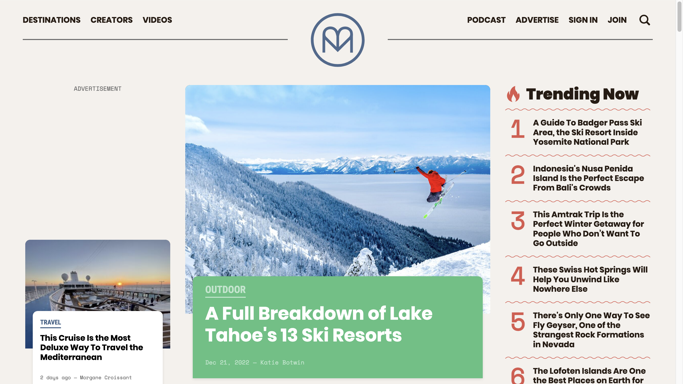 DESTINATIONS CREATORS VIDEOS
PODCAST ADVERTISE SIGN IN JOIN
ADVERTISEMENT
TRAVEL
This Cruise Is the Most
Deluxe Way To Travel the
Mediterranean
2 days ago — Morgane Croissant
OUTDOOR
A Full Breakdown of Lake
Tahoe's 13 Ski Resorts
Dec 21, 2022 — Katie Botwin
Trending Now
1
A Guide To Badger Pass Ski
Area, the Ski Resort Inside
Yosemite National Park
2
Indonesia's Nusa Penida
Island Is the Perfect Escape
From Bali's Crowds
3
This Amtrak Trip Is the
Perfect Winter Getaway for
People Who Don't Want To
Go Outside
4
These Swiss Hot Springs Will
Help You Unwind Like
Nowhere Else
5
There's Only One Way To See
Fly Geyser, One of the
Strangest Rock Formations
in Nevada
6
The Lofoten Islands Are One
the Best Places on Earth for